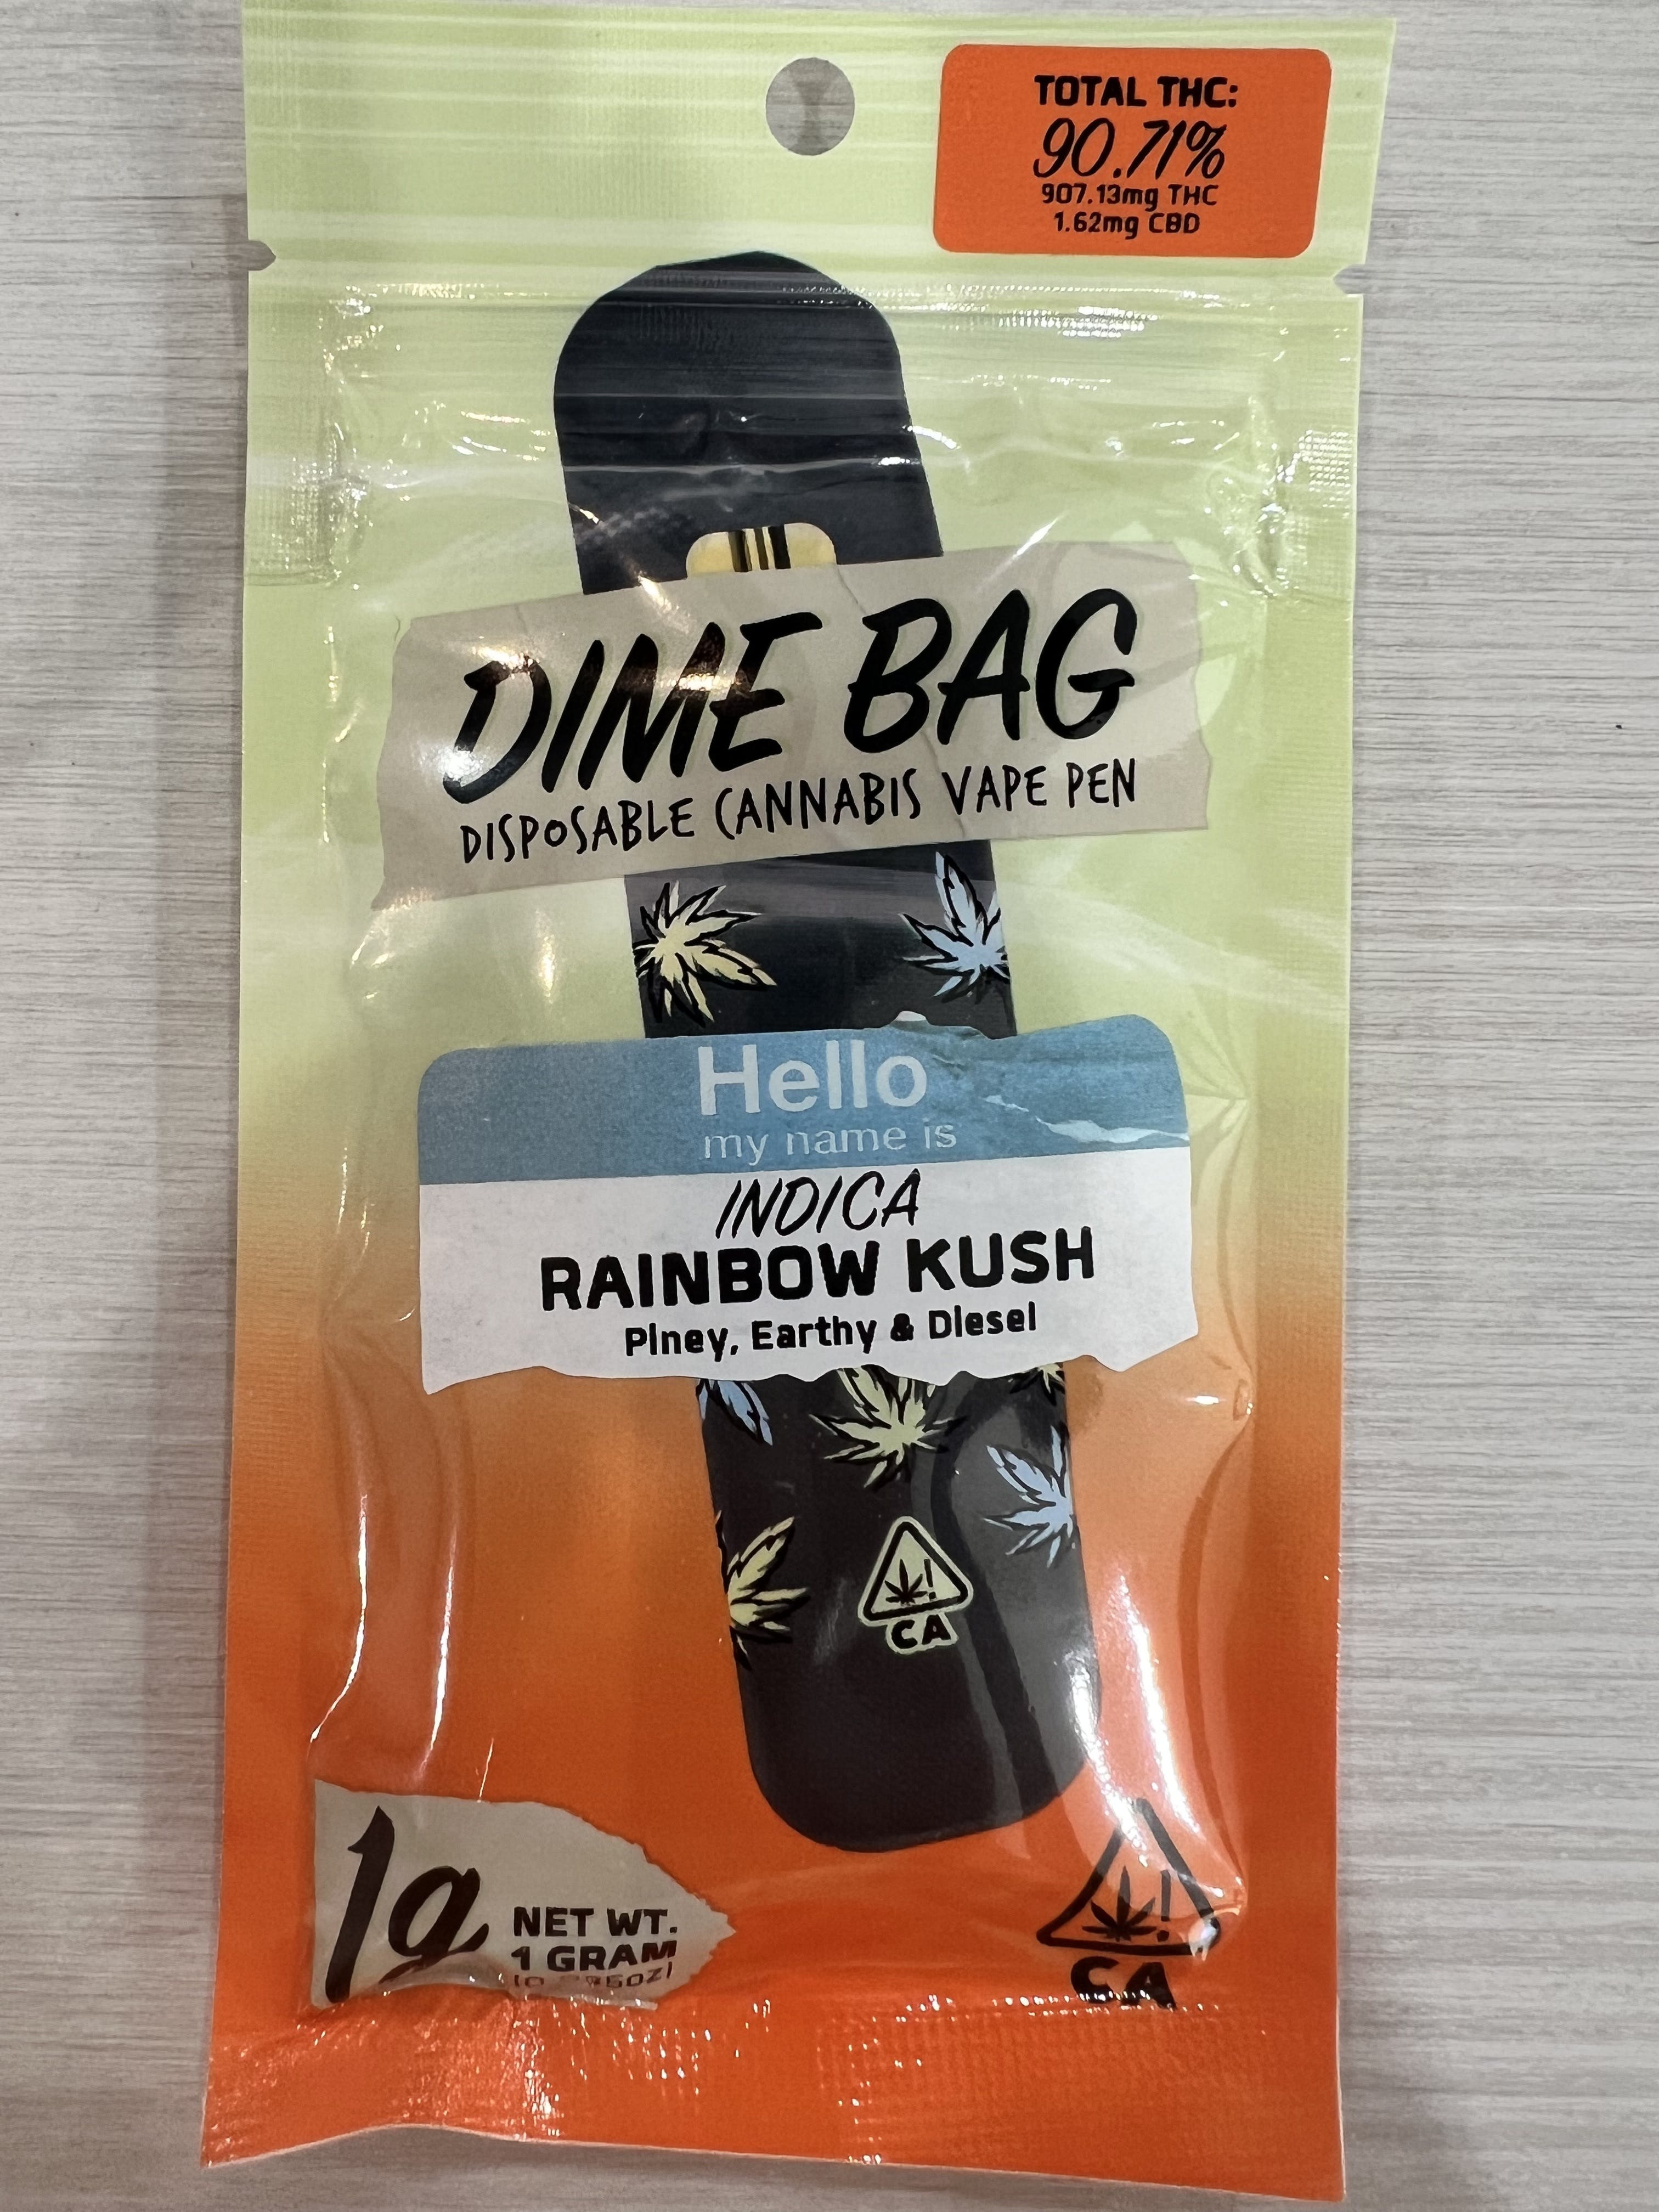 TOTAL THC:
90.71%
907.13mg THC
1.62mg CBD
DIME BAG
DISPOSABLE CANNABIS VAPE PEN
Hello
my name is
INDICA
RAINBOW KUSH
Piney, Earthy & Diesel
!
CA
1g
NET WT.
1 GRAM
!
CA